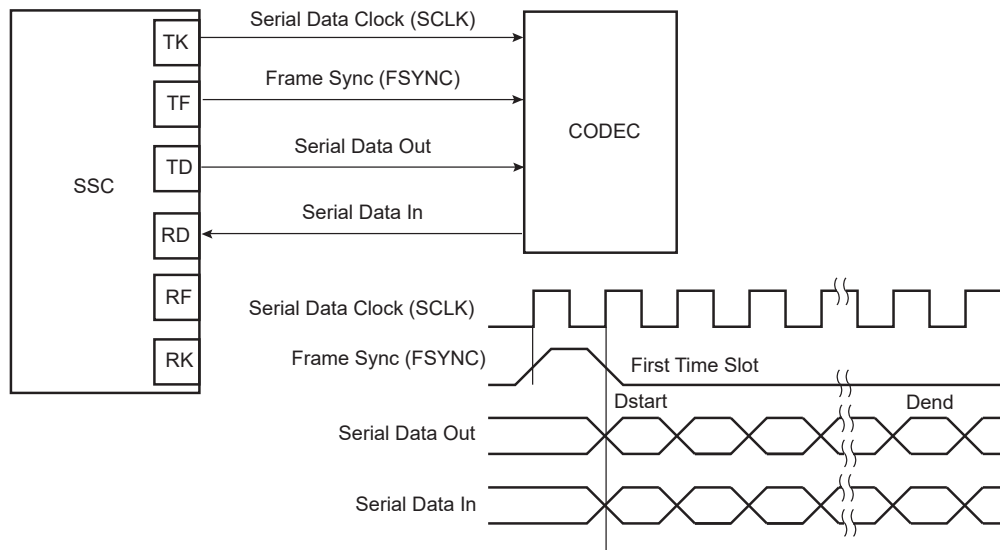 Serial Data Clock (SCLK)
TK
Frame Sync (FSYNC)
TF
CODEC
Serial Data Out
TD
SSC
Serial Data In
RD
RF
Serial Data Clock (SCLK)
RK
Frame Sync (FSYNC)
First Time Slot
Dstart
Dend
Serial Data Out
Serial Data In